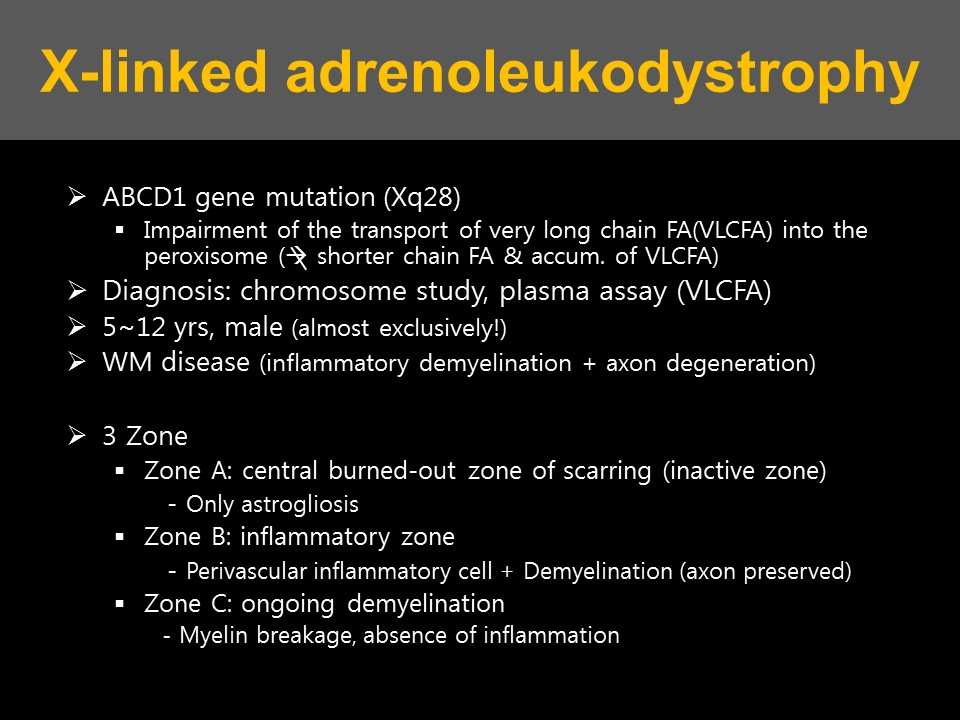 X-linked adrenoleukodystrophy
➢ ABCD1 gene mutation (Xq28)
▪ Impairment of the transport of very long chain FA(VLCFA) into the
peroxisome (→\ shorter chain FA & accum. of VLCFA)
➢ Diagnosis: chromosome study, plasma assay (VLCFA)
➢ 5~12 yrs, male (almost exclusively!)
➢ WM disease (inflammatory demyelination + axon degeneration)
➢ 3 Zone
▪ Zone A: central burned-out zone of scarring (inactive zone)
- Only astrogliosis
▪ Zone B: inflammatory zone
- Perivascular inflammatory cell + Demyelination (axon preserved)
▪ Zone C: ongoing demyelination
- Myelin breakage, absence of inflammation